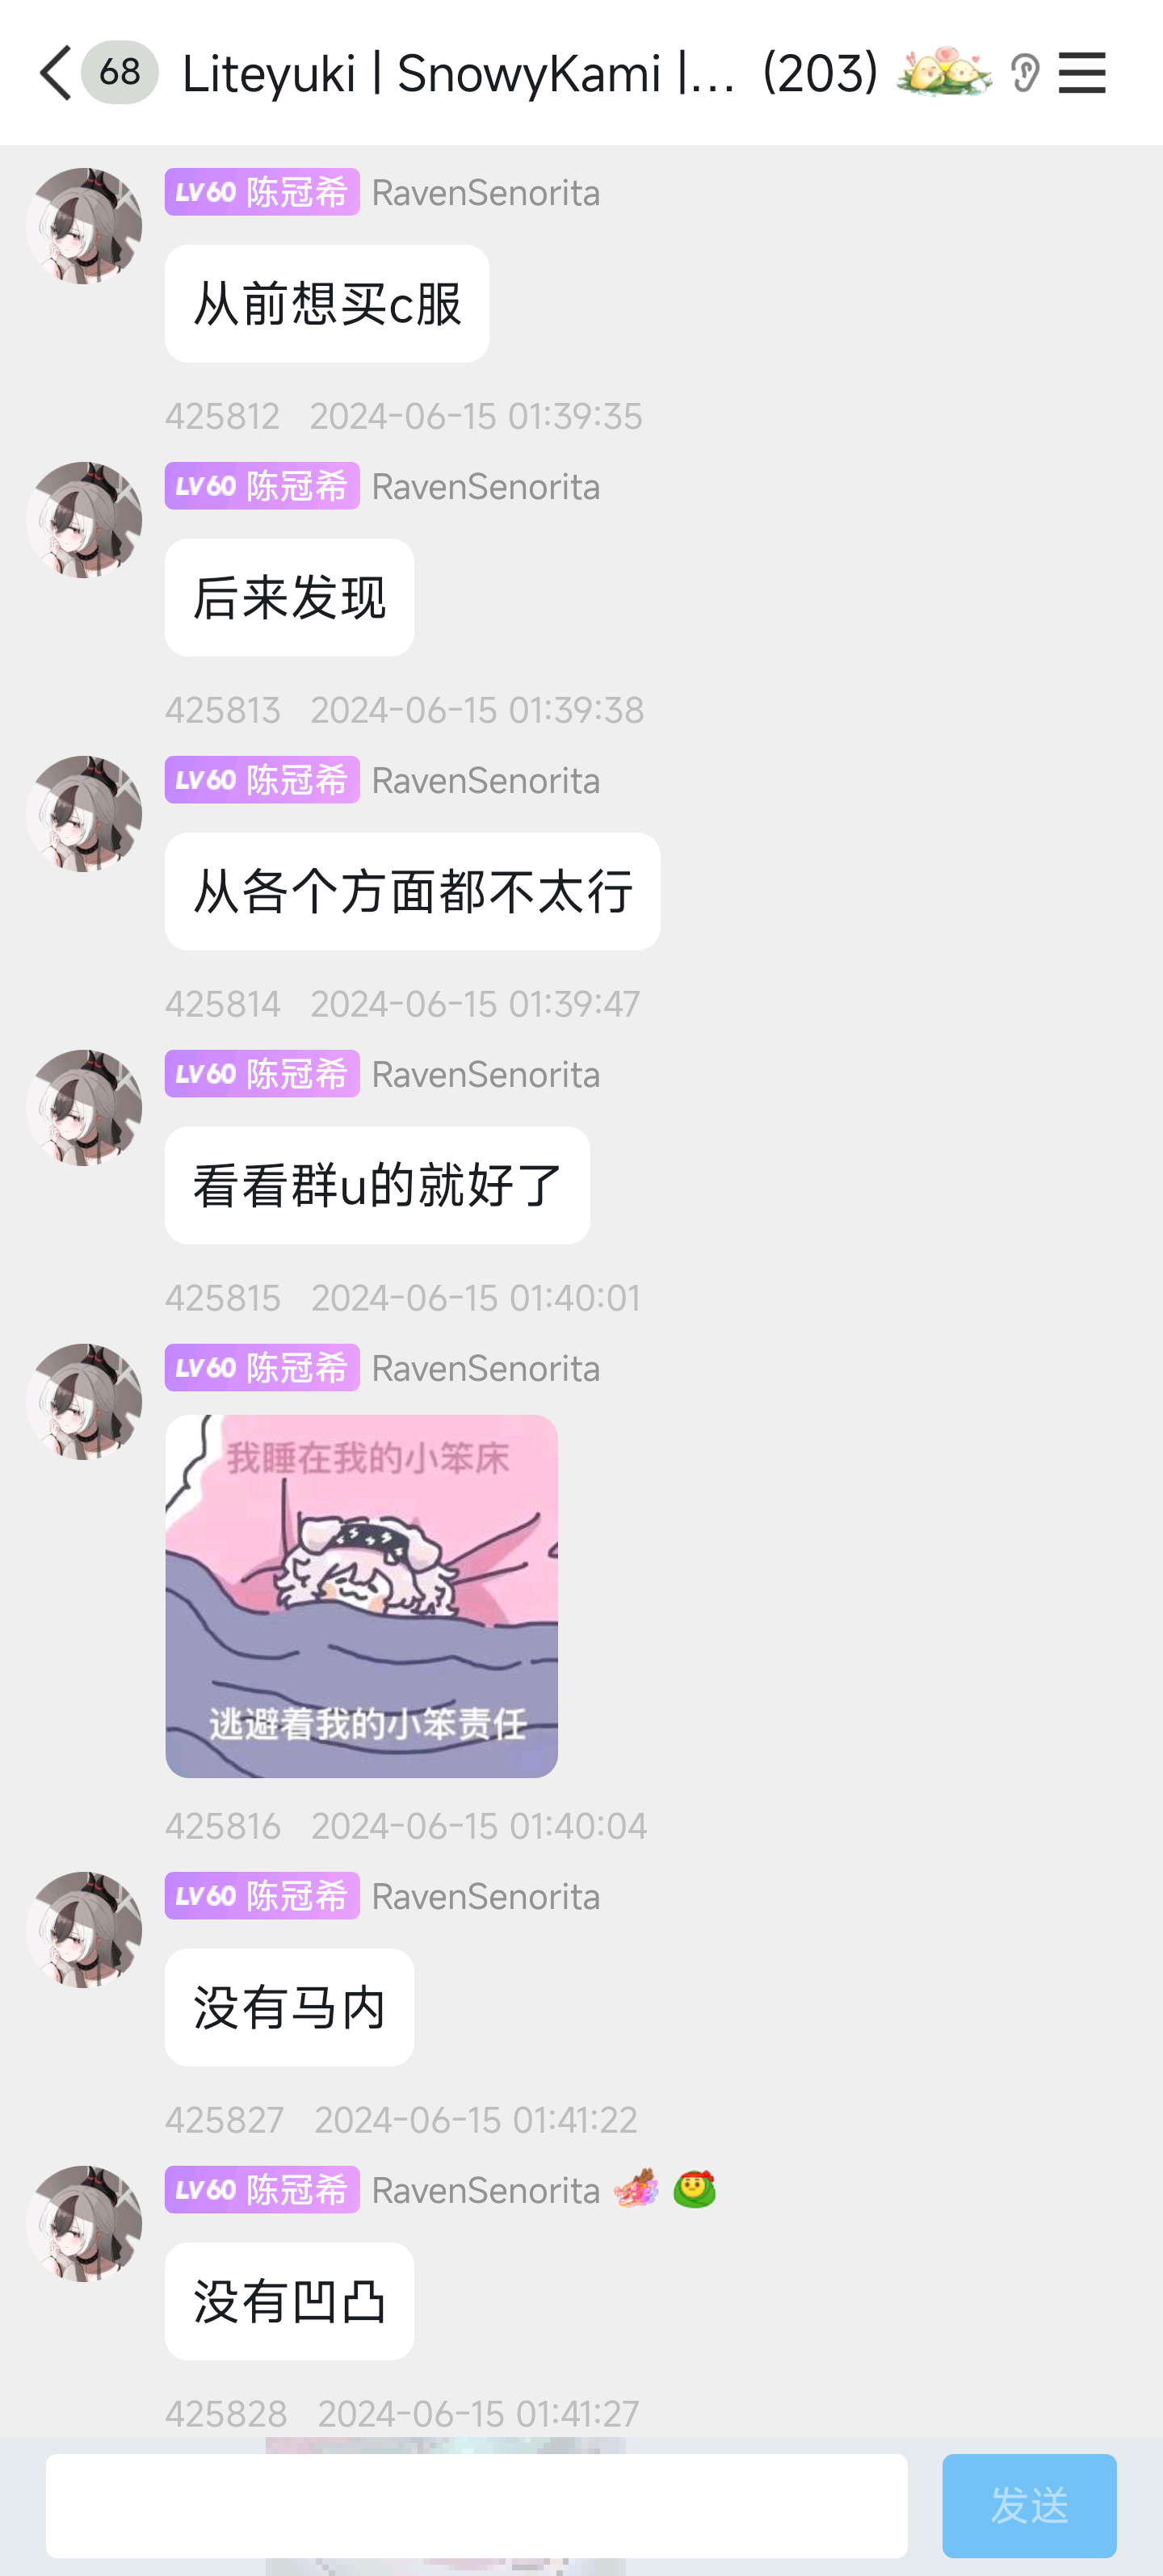 68 Liteyuki | SnowyKami |... (203)
LV60 陈冠希 RavenSenorita
从前想买c服
425812 2024-06-15 01:39:35
LV60 陈冠希 RavenSenorita
后来发现
425813 2024-06-15 01:39:38
LV60 陈冠希 RavenSenorita
从各个方面都不太行
425814 2024-06-15 01:39:47
LV60 陈冠希 RavenSenorita
看看群u的就好了
425815 2024-06-15 01:40:01
LV60 陈冠希 RavenSenorita
我睡在我的小笨床
逃避着我的小笨责任
425816 2024-06-15 01:40:04
LV60 陈冠希 RavenSenorita
没有马内
425827 2024-06-15 01:41:22
LV60 陈冠希 RavenSenorita
没有凹凸
425828 2024-06-15 01:41:27
发送